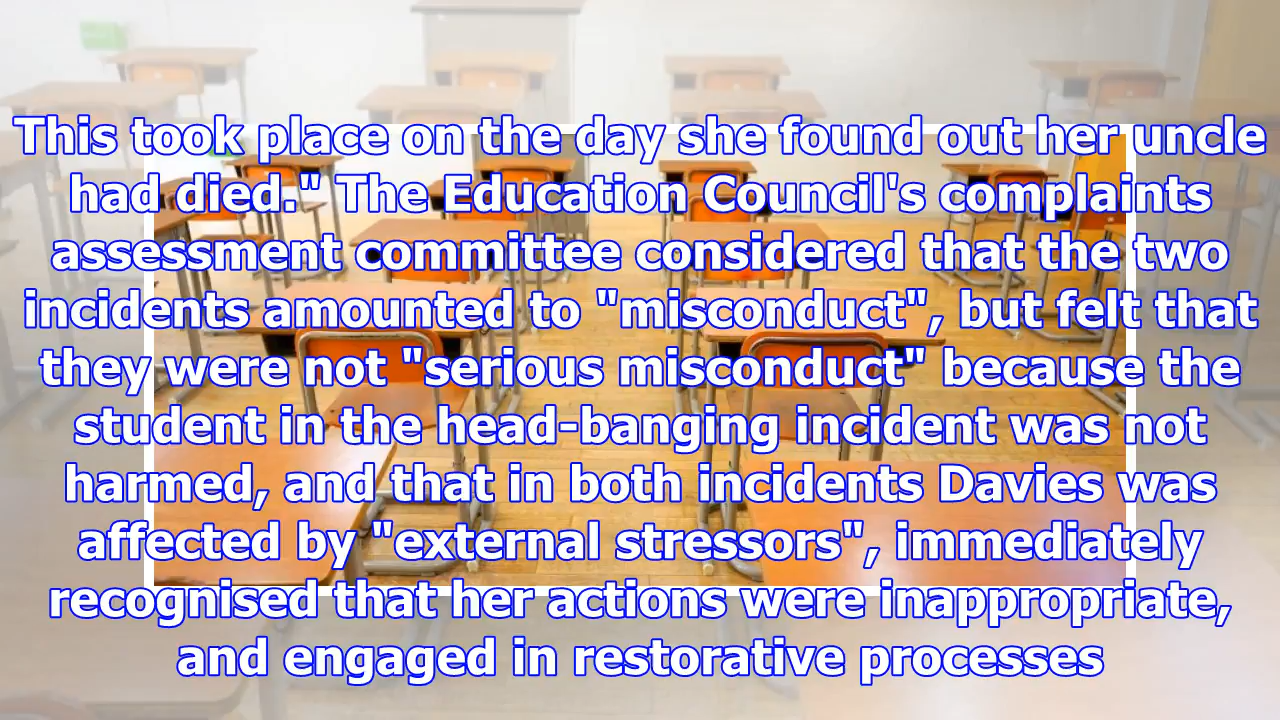 This took place on the day she found out her uncle
had died." The Education Council's complaints
assessment committee considered that the two
incidents amounted to "misconduct", but felt that
they were not "serious misconduct" because the
student in the head-banging incident was not
harmed, and that in both incidents Davies was
affected by "external stressors", immediately
recognised that her actions were inappropriate,
and engaged in restorative processes